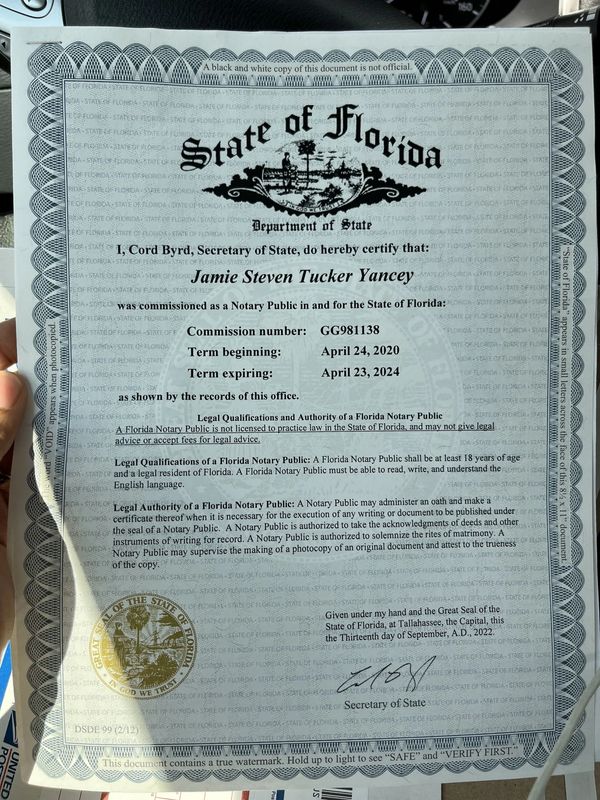 A black and white copy of this document is not official.
State of Florida
Department of State
I, Cord Byrd, Secretary of State, do hereby certify that:
Jamie Steven Tucker Yancey
was commissioned as a Notary Public in and for the State of Florida:
Commission number: GG981138
Term beginning: April 24, 2020
Term expiring: April 23, 2024
as shown by the records of this office.
Legal Qualifications and Authority of a Florida Notary Public
A Florida Notary Public is not licensed to practice law in the State of Florida, and may not give legal
advice or accept fees for legal advice.
Legal Qualifications of a Florida Notary Public: A Florida Notary Public shall be at least 18 years of age
and a legal resident of Florida. A Florida Notary Public must be able to read, write, and understand the
English language.
Legal Authority of a Florida Notary Public: A Notary Public may administer an oath and make a
certificate thereof when it is necessary for the execution of any writing or document to be published under
the seal of a Notary Public. A Notary Public is authorized to take the acknowledgments of deeds and other
instruments of writing for record. A Notary Public is authorized to solemnize the rites of matrimony. A
Notary Public may supervise the making of a photocopy of an original document and attest to the trueness
of the copy.
Given under my hand and the Great Seal of the
State of Florida, at Tallahassee, the Capital, this
the Thirteenth day of September, A.D., 2022.
Secretary of State
GREAT SEAL OF THE STATE OF FLORIDA
IN GOD WE TRUST
DSDE 99 (2/12)
This document contains a true watermark. Hold up to light to see "SAFE" and "VERIFY FIRST."
"VOID" appears when photocopied.
"State of Florida" appears in small letters across the face of this 8½ x 11" document.
UNITED
160